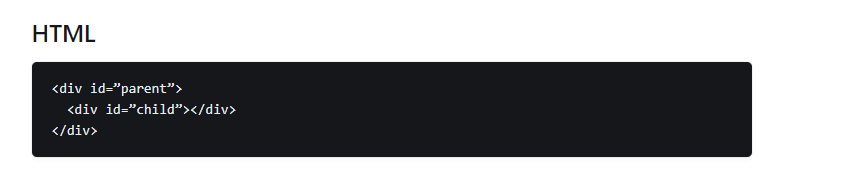 HTML
<div id=”parent”>
  <div id=”child”></div>
</div>